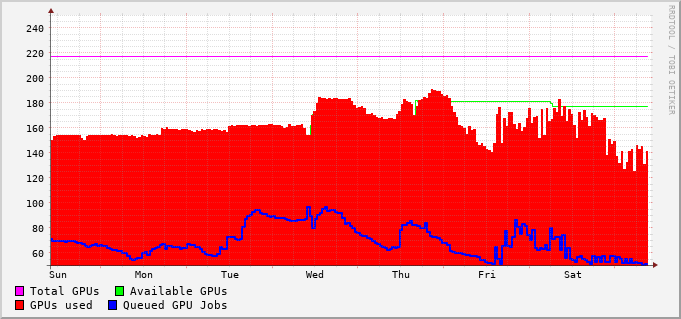 RRDTOOL / TOBI OETIKER
240
220
200
180
160
140
120
100
80
60
Sun Mon Tue Wed Thu Fri Sat
Total GPUs Available GPUs
GPUs used Queued GPU Jobs